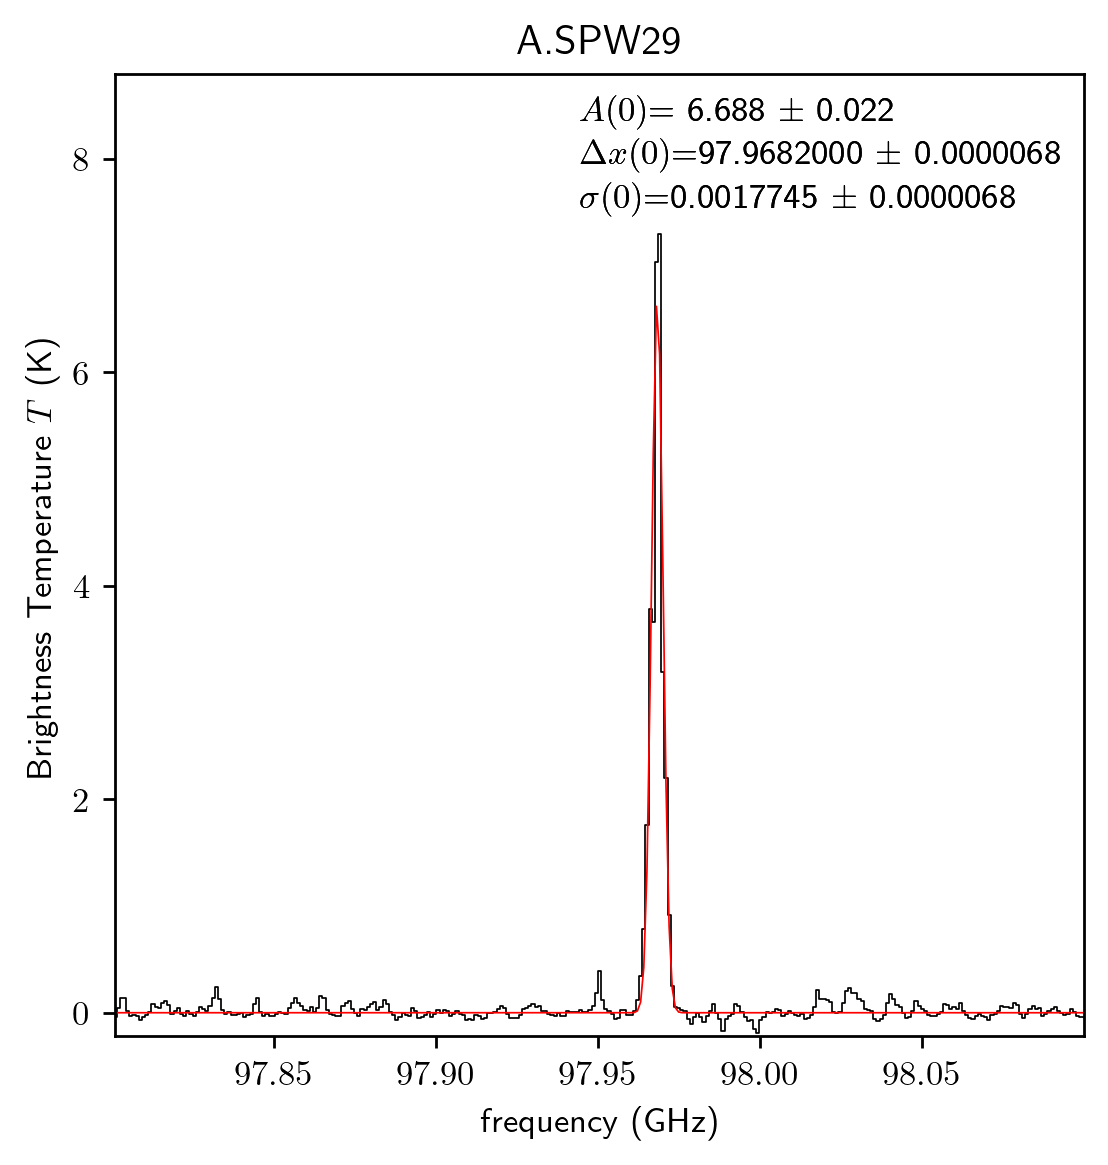 A.SPW29
A(0)= 6.688 ± 0.022
Δx(0)=97.9682000 ± 0.0000068
σ(0)=0.0017745 ± 0.0000068
8
6
4
2
0
Brightness Temperature T (K)
97.85 97.90 97.95 98.00 98.05
frequency (GHz)